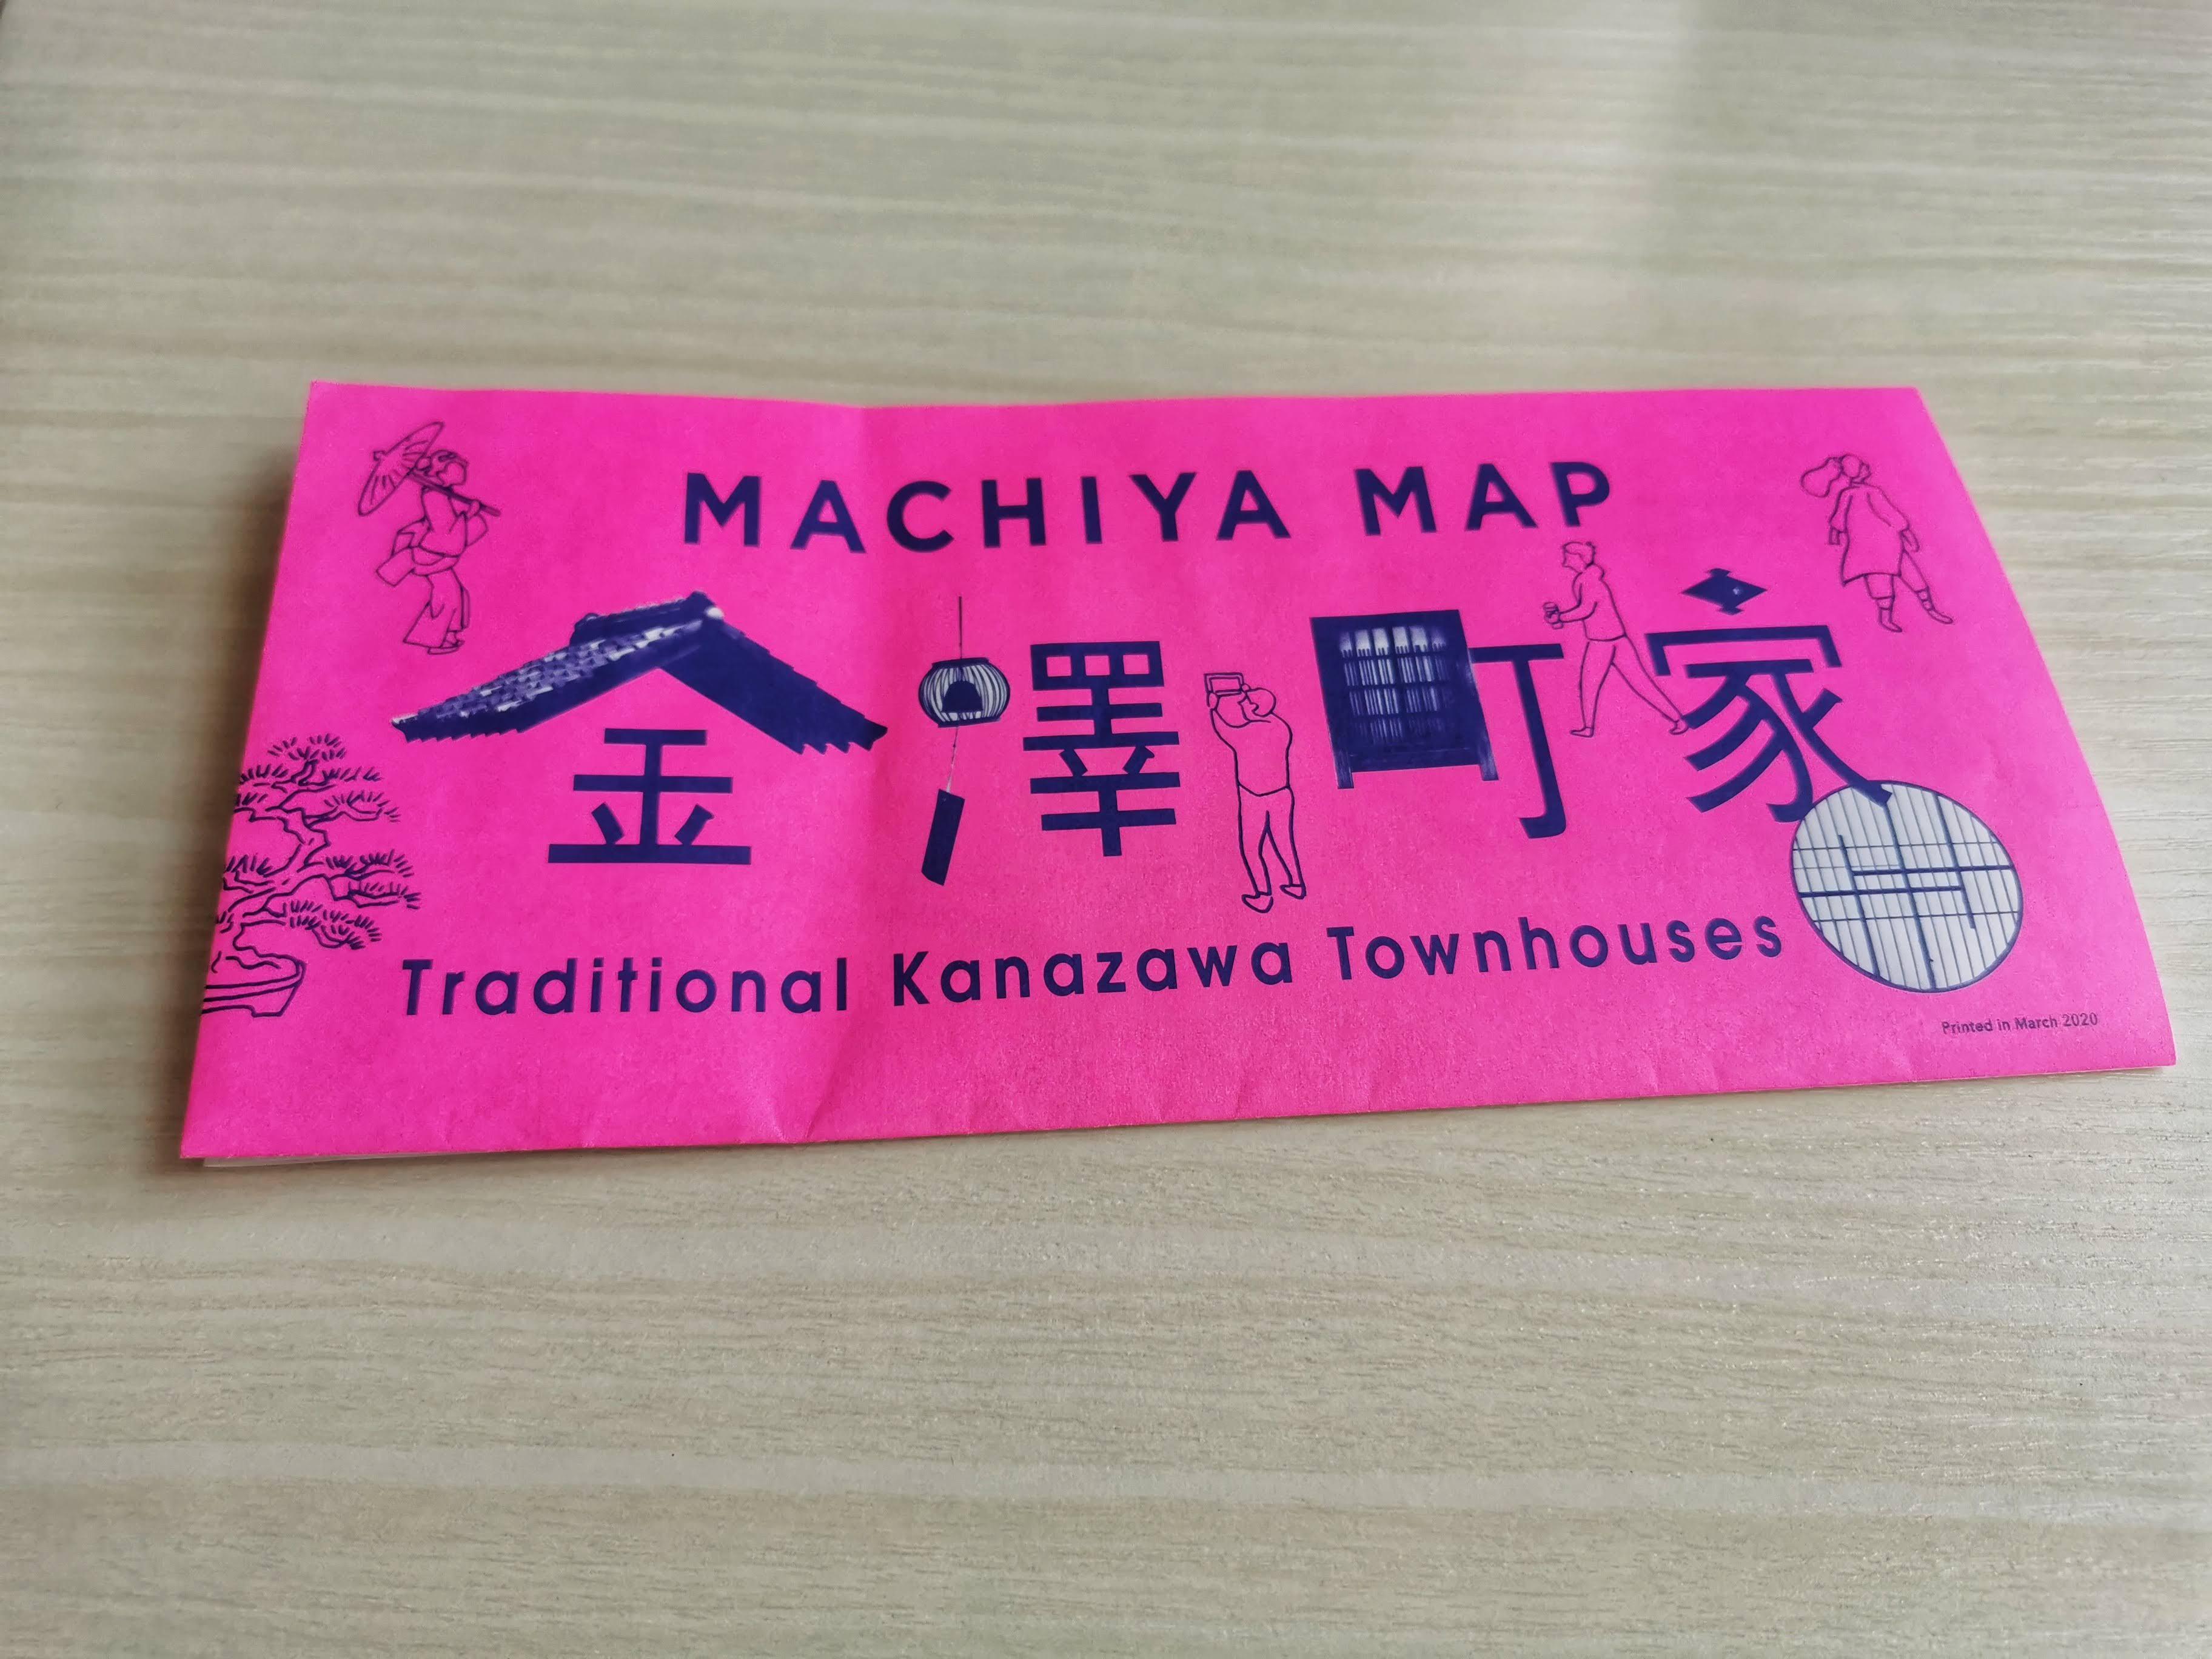 MACHIYA MAP
金澤町家
Traditional Kanazawa Townhouses
Printed in March 2020